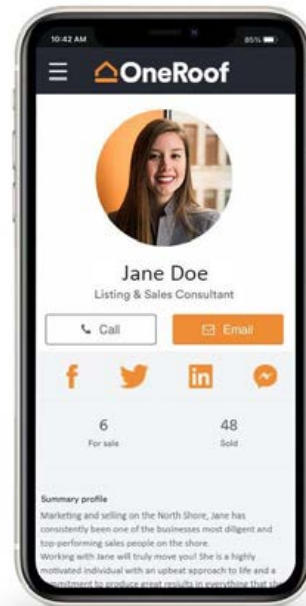 10:42 AM 85%
OneRoof
Jane Doe
Listing & Sales Consultant
Call Email
f in
6 48
For sale Sold
Summary profile
Marketing and selling on the North Shore, Jane has
consistently been one of the businesses most diligent and
top-performing sales people on the shore.
Working with Jane will truly move you! She is a highly
motivated individual with an upbeat approach to life and a
commitment to produce great results in everything that she